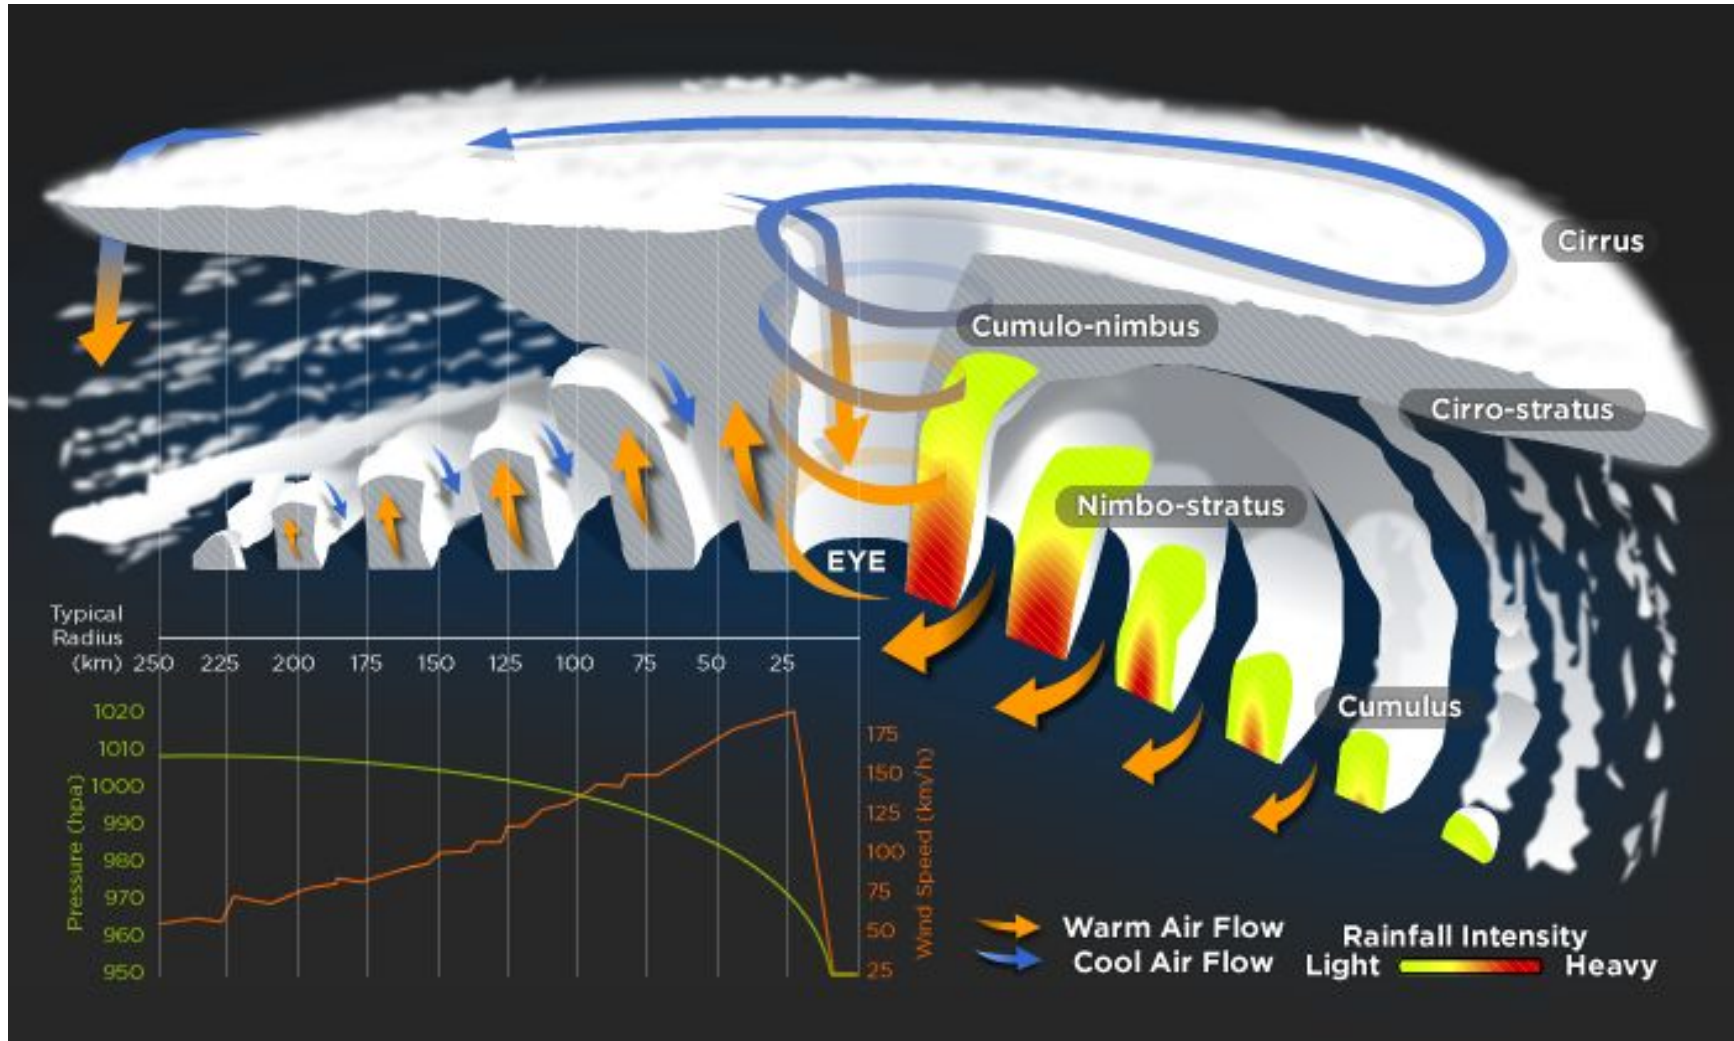 Cirrus
Cumulo-nimbus
Cirro-stratus
Nimbo-stratus
EYE
Cumulus
Typical
Radius
(km) 250 225 200 175 150 125 100 75 50 25
Pressure (hpa)
1020
1010
1000
990
980
970
960
950
175
150
125
100
75
50
25
Wind Speed (km/h)
Warm Air Flow
Cool Air Flow
Rainfall Intensity
Light Heavy